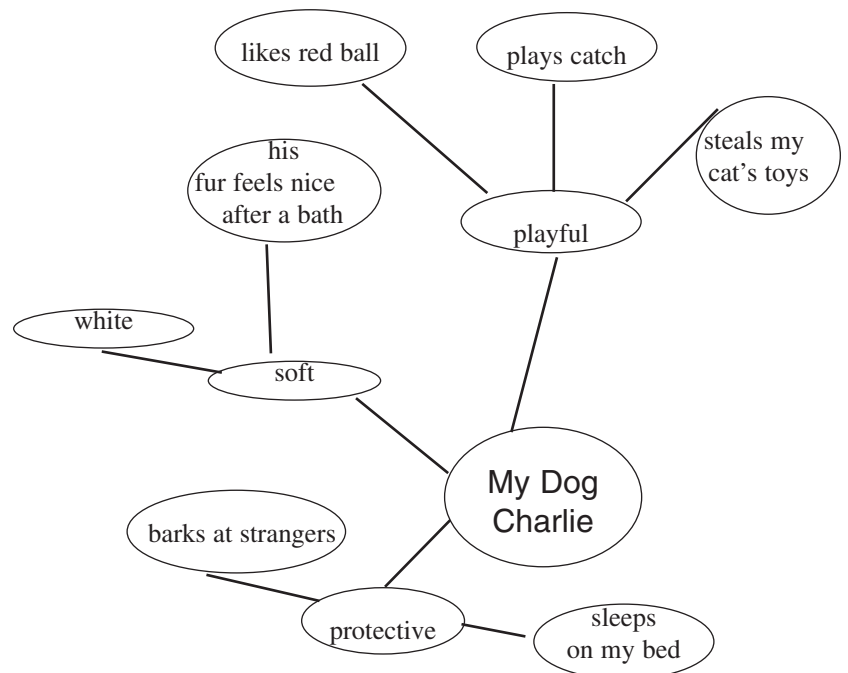 likes red ball
plays catch
steals my
cat's toys
his
fur feels nice
after a bath
playful
white
soft
My Dog
Charlie
barks at strangers
protective
sleeps
on my bed